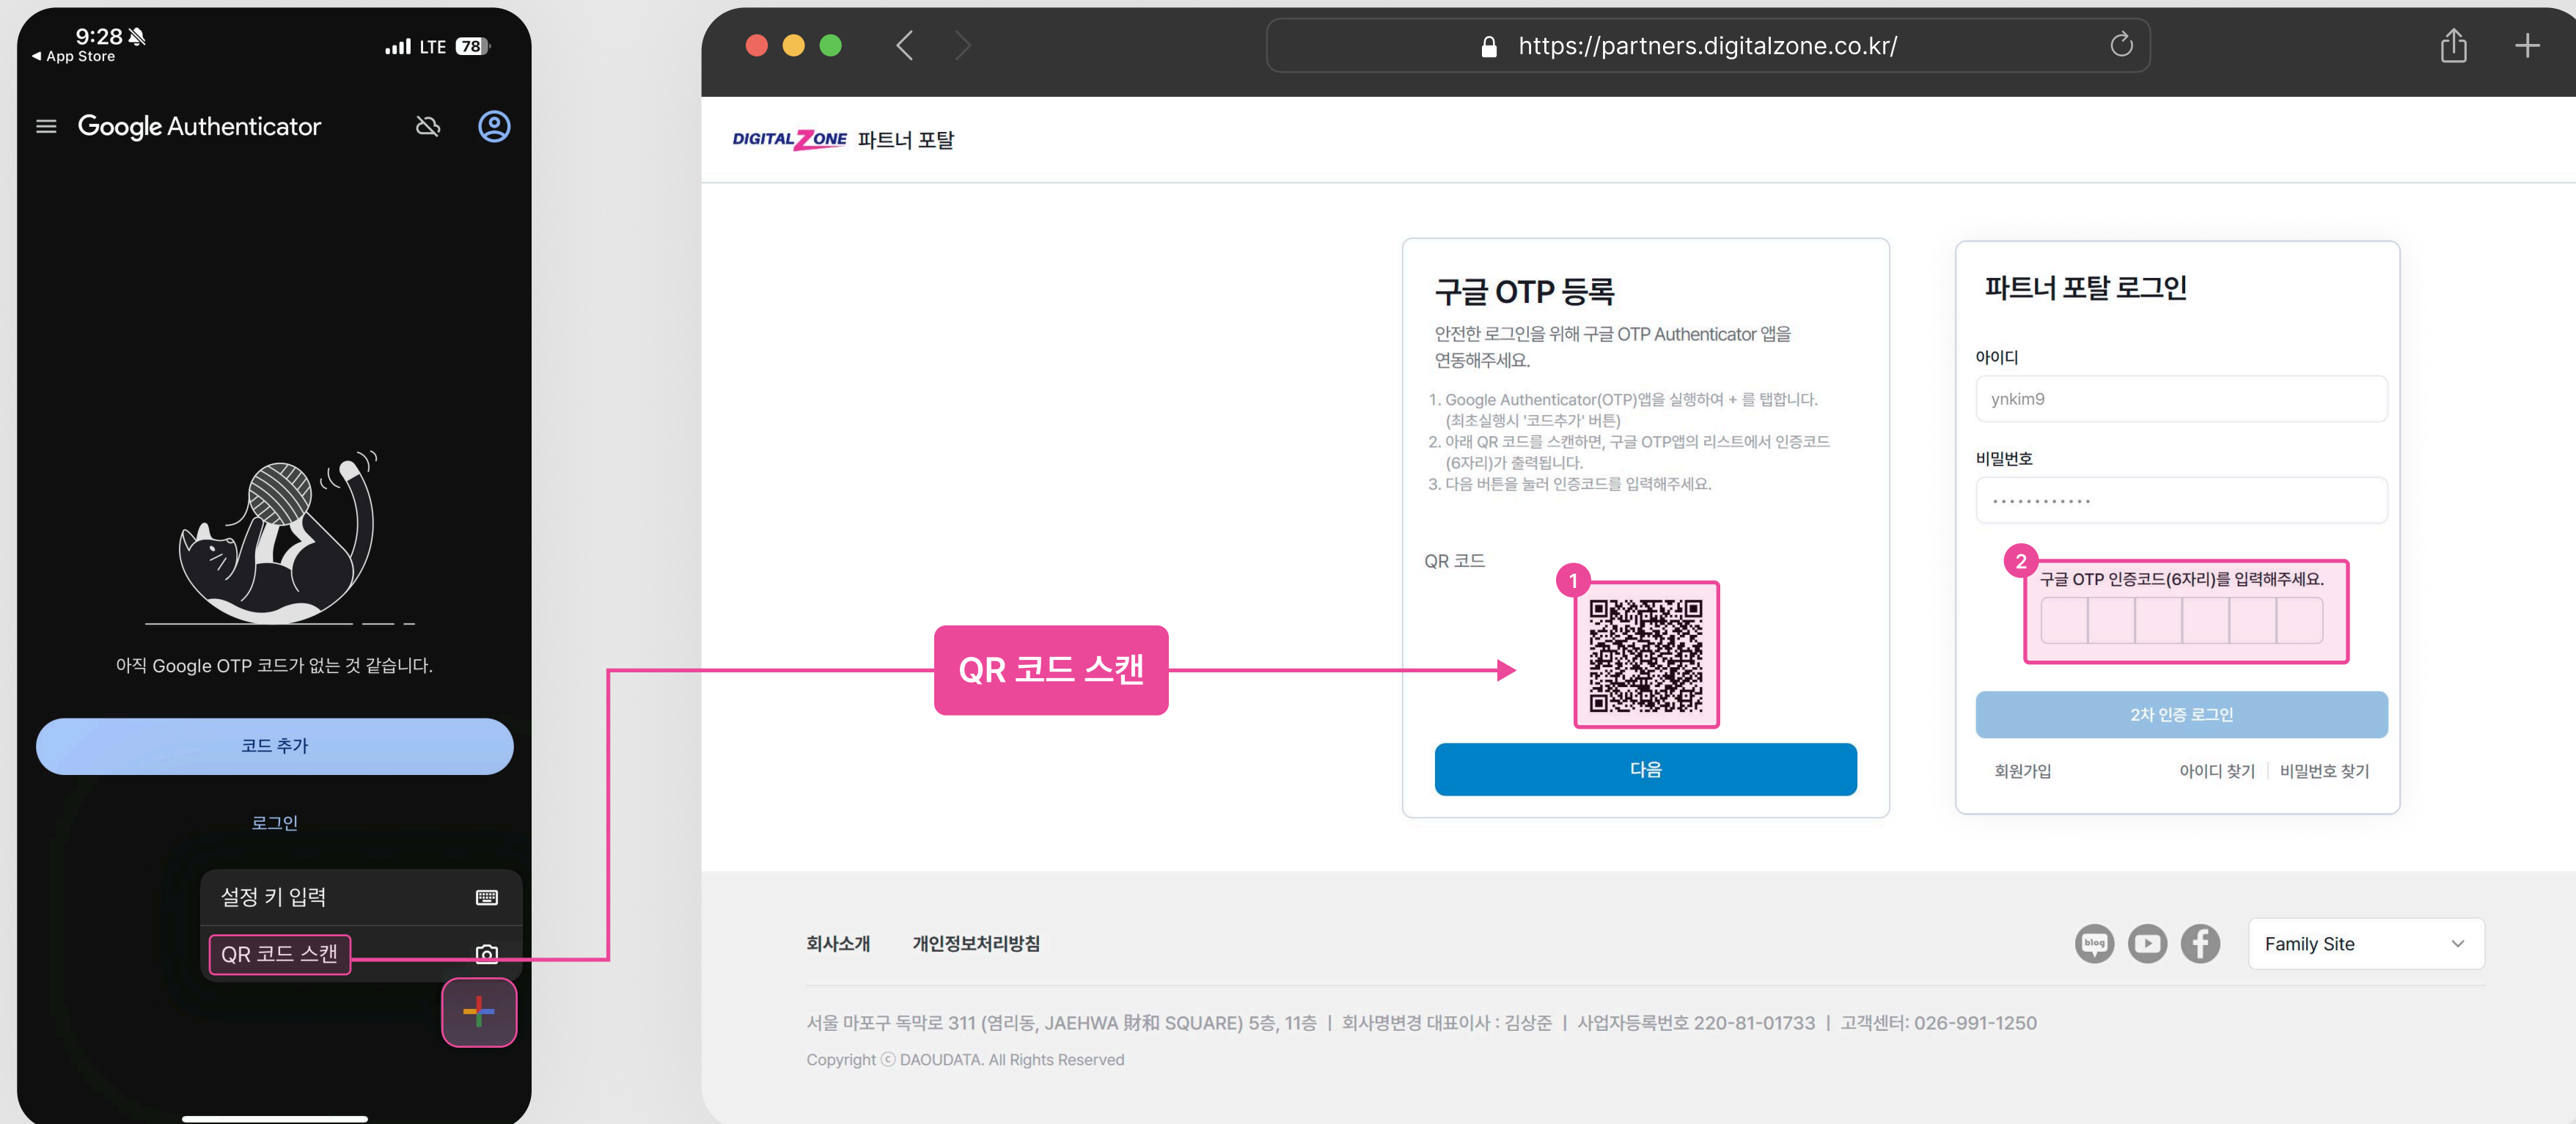 9:28
◀ App Store
LTE 78
Google Authenticator
아직 Google OTP 코드가 없는 것 같습니다.
코드 추가
로그인
설정 키 입력
QR 코드 스캔
QR 코드 스캔
https://partners.digitalzone.co.kr/
DIGITAL ZONE 파트너 포탈
구글 OTP 등록
안전한 로그인을 위해 구글 OTP Authenticator 앱을
연동해주세요.
1. Google Authenticator(OTP)앱을 실행하여 + 를 탭합니다.
(최초실행시 '코드추가' 버튼)
2. 아래 QR 코드를 스캔하면, 구글 OTP앱의 리스트에서 인증코드
(6자리)가 출력됩니다.
3. 다음 버튼을 눌러 인증코드를 입력해주세요.
QR 코드
1
다음
파트너 포탈 로그인
아이디
ynkim9
비밀번호
2
구글 OTP 인증코드(6자리)를 입력해주세요.
2차 인증 로그인
회원가입
아이디 찾기 | 비밀번호 찾기
회사소개 개인정보처리방침
blog
Family Site
서울 마포구 독막로 311 (염리동, JAEHWA 財和 SQUARE) 5층, 11층 | 회사명변경 대표이사 : 김상준 | 사업자등록번호 220-81-01733 | 고객센터: 026-991-1250
Copyright ⓒ DAOUDATA. All Rights Reserved